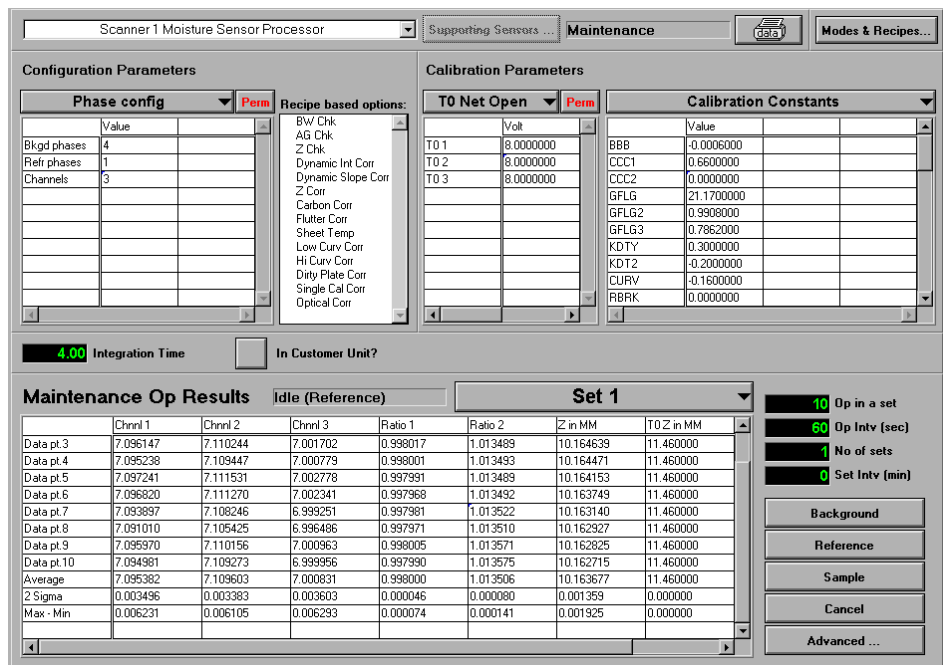 Scanner 1 Moisture Sensor Processor Supporting Sensors ... Maintenance data Modes & Recipes...
Configuration Parameters
Phase config Perm Recipe based options:
Value
Bkgd phases 4
Refr phases 1
Channels 3
BW Chk
AG Chk
Z Chk
Dynamic Int Corr
Dynamic Slope Corr
Z Corr
Carbon Corr
Flutter Corr
Sheet Temp
Low Curv Corr
Hi Curv Corr
Dirty Plate Corr
Single Cal Corr
Optical Corr
Calibration Parameters
T0 Net Open Perm
Volt
T0 1 8.0000000
T0 2 8.0000000
T0 3 8.0000000
Calibration Constants
Value
BBB -0.0006000
CCC1 0.6600000
CCC2 0.0000000
GFLG 21.1700000
GFLG2 0.9908000
GFLG3 0.7862000
KDTY 0.3000000
KDT2 -0.2000000
CURV -0.1600000
RBRK 0.0000000
4.00 Integration Time In Customer Unit?
Maintenance Op Results Idle (Reference) Set 1
Chnnl 1 Chnnl 2 Chnnl 3 Ratio 1 Ratio 2 Z in MM T0 Z in MM
Data pt.3 7.096147 7.110244 7.001702 0.998017 1.013489 10.164639 11.460000
Data pt.4 7.095238 7.109447 7.000779 0.998001 1.013493 10.164471 11.460000
Data pt.5 7.097241 7.111531 7.002778 0.997991 1.013489 10.164153 11.460000
Data pt.6 7.096820 7.111270 7.002341 0.997968 1.013492 10.163749 11.460000
Data pt.7 7.093897 7.108246 6.999251 0.997981 1.013522 10.163140 11.460000
Data pt.8 7.091010 7.105425 6.996486 0.997971 1.013510 10.162927 11.460000
Data pt.9 7.095970 7.110156 7.000963 0.998005 1.013571 10.162825 11.460000
Data pt.10 7.094981 7.109273 6.999956 0.997990 1.013575 10.162715 11.460000
Average 7.095382 7.109603 7.000831 0.998000 1.013506 10.163677 11.460000
2 Sigma 0.003496 0.003383 0.003603 0.000046 0.000080 0.001359 0.000000
Max - Min 0.006231 0.006105 0.006293 0.000074 0.000141 0.001925 0.000000
10 Op in a set
60 Op Intv (sec)
1 No of sets
0 Set Intv (min)
Background
Reference
Sample
Cancel
Advanced ...